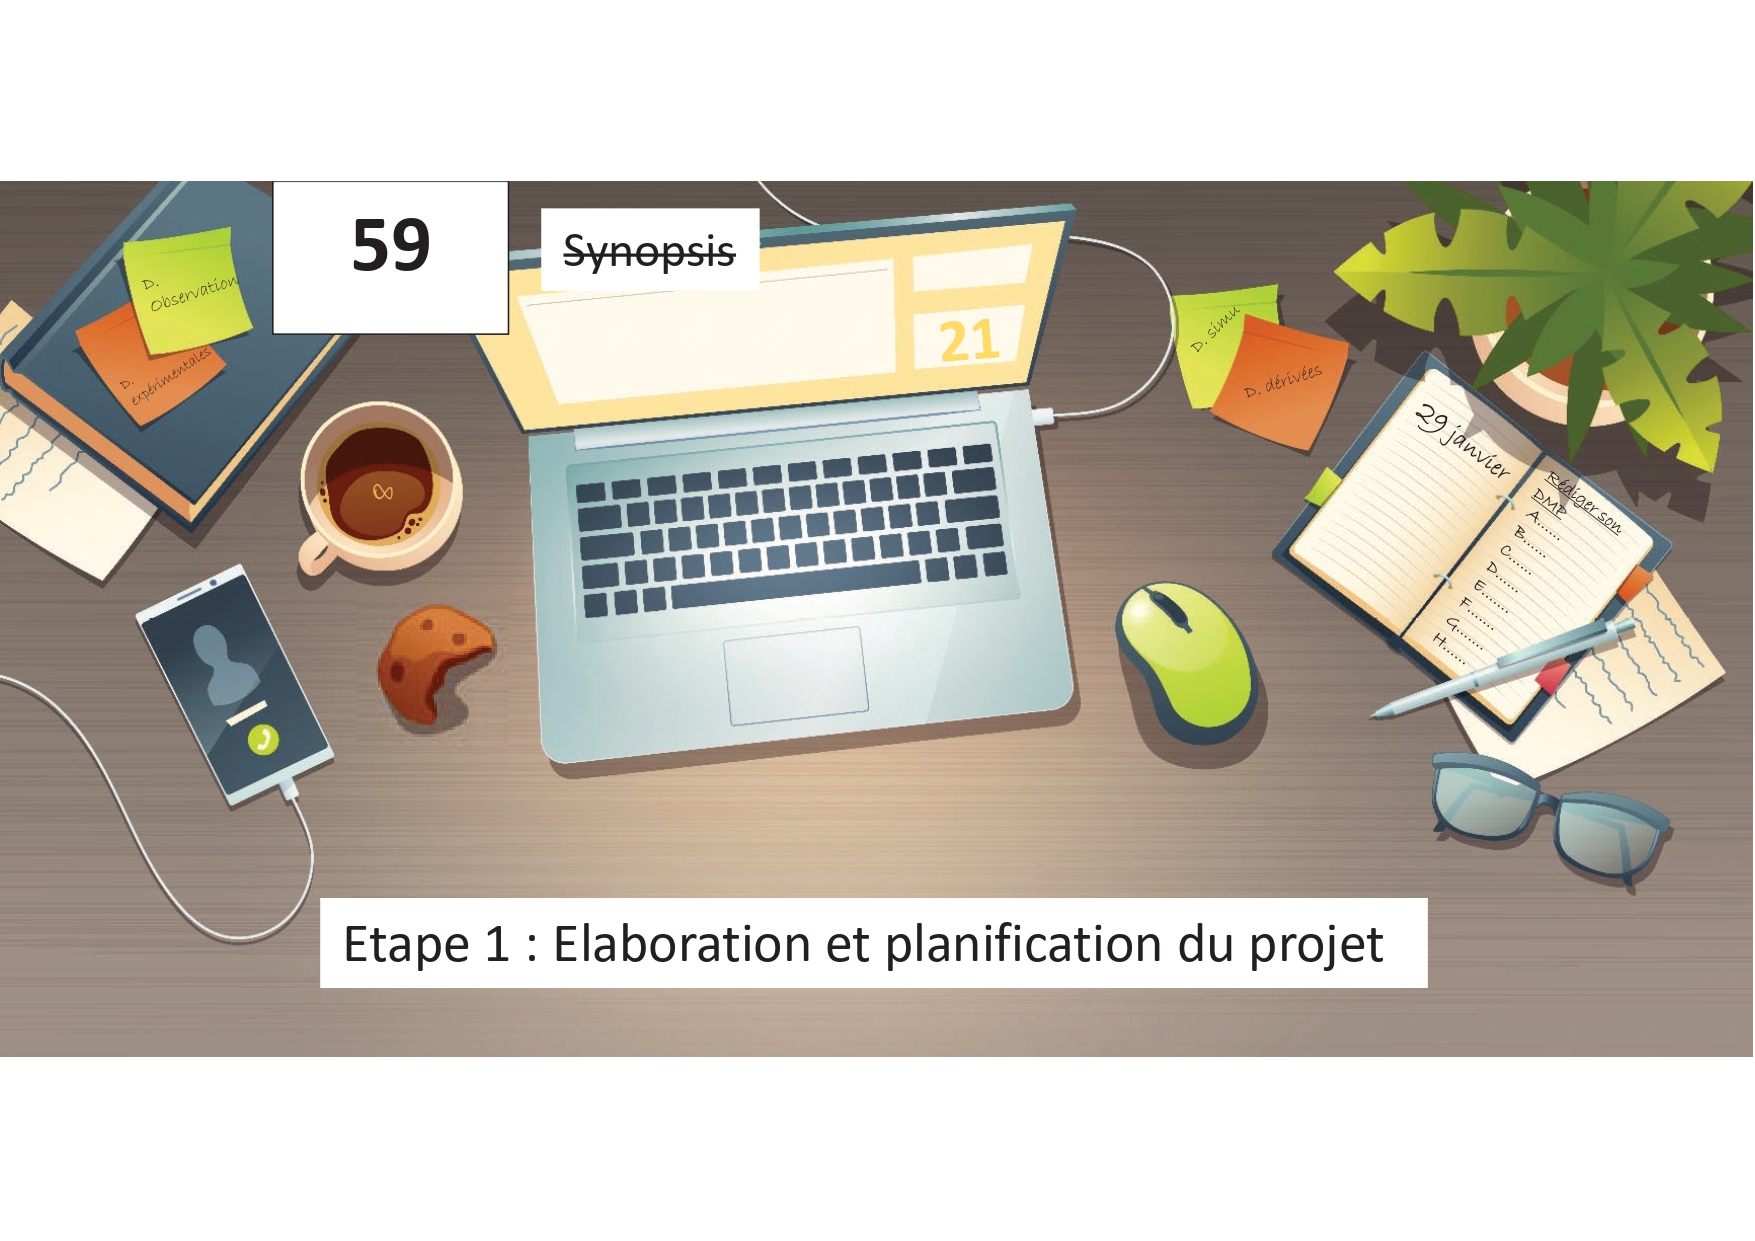 59
Synopsis
D.
Observation
D.
expérimentales
21
D. simu
D. dérivées
29 janvier
Rédiger son
DMP
A......
B......
C......
D......
E.......
F.......
G.......
H......
Etape 1 : Elaboration et planification du projet